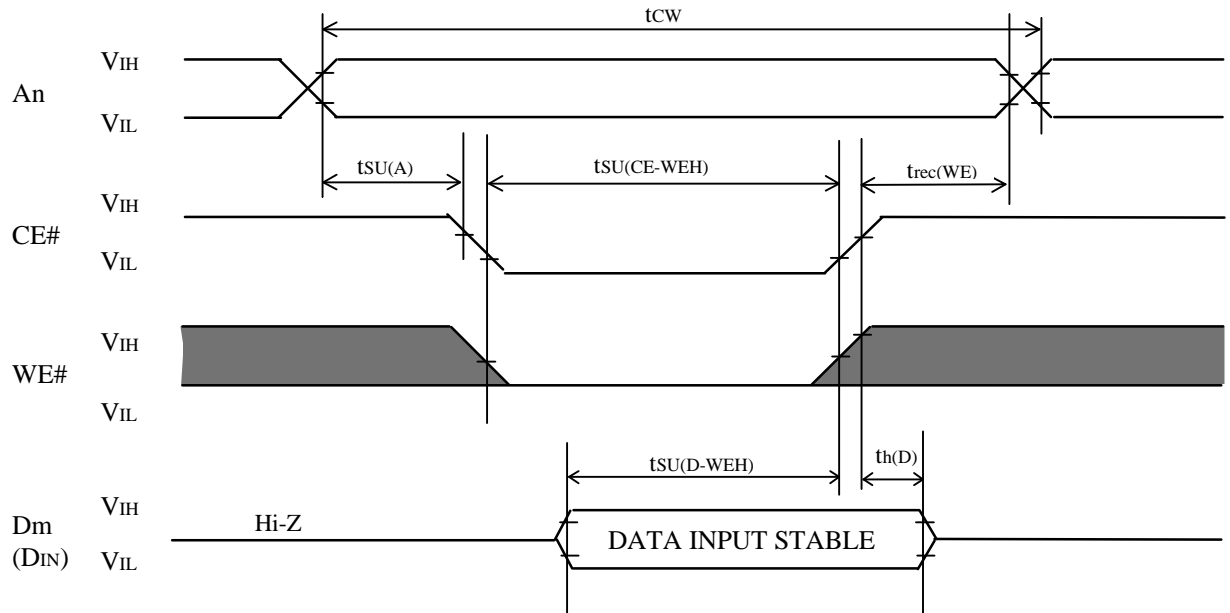 tCW
VIH
An
VIL
tSU(A)
tSU(CE-WEH)
trec(WE)
VIH
CE#
VIL
VIH
WE#
VIL
tSU(D-WEH)
th(D)
VIH
Hi-Z
Dm
(DIN)
DATA INPUT STABLE
VIL